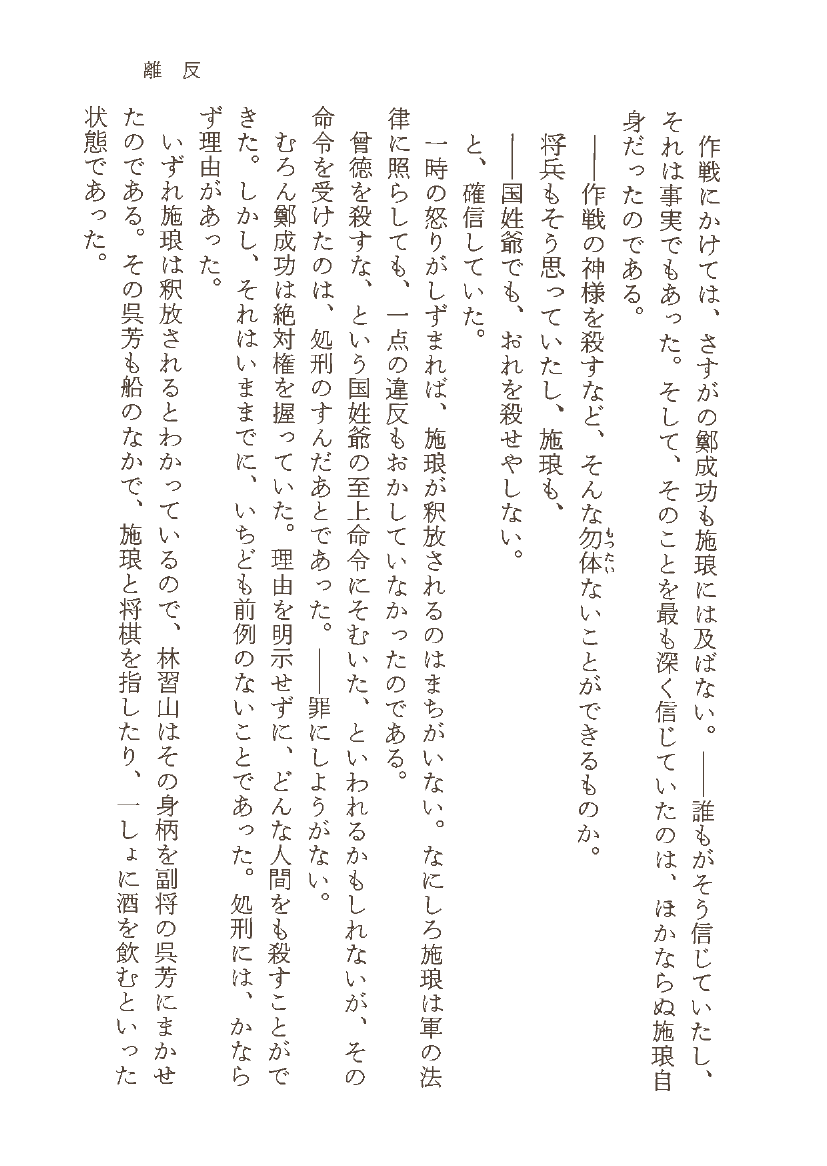 離反
作戦にかけては、さすがの鄭成功も施琅には及ばない。――誰もがそう信じていたし、
それは事実でもあった。そして、そのことを最も深く信じていたのは、ほかならぬ施琅自
身だったのである。
――作戦の神様を殺すなど、そんな勿体ないことができるものか。
もったい
将兵もそう思っていたし、施琅も、
――国姓爺でも、おれを殺せやしない。
と、確信していた。
一時の怒りがしずまれば、施琅が釈放されるのはまちがいない。なにしろ施琅は軍の法
律に照らしても、一点の違反もおかしていなかったのである。
曾徳を殺すな、という国姓爺の至上命令にそむいた、といわれるかもしれないが、その
命令を受けたのは、処刑のすんだあとであった。――罪にしようがない。
むろん鄭成功は絶対権を握っていた。理由を明示せずに、どんな人間をも殺すことがで
きた。しかし、それはいままでに、いちども前例のないことであった。処刑には、かなら
ず理由があった。
いずれ施琅は釈放されるとわかっているので、林習山はその身柄を副将の呉芳にまかせ
たのである。その呉芳も船のなかで、施琅と将棋を指したり、一しょに酒を飲むといった
状態であった。